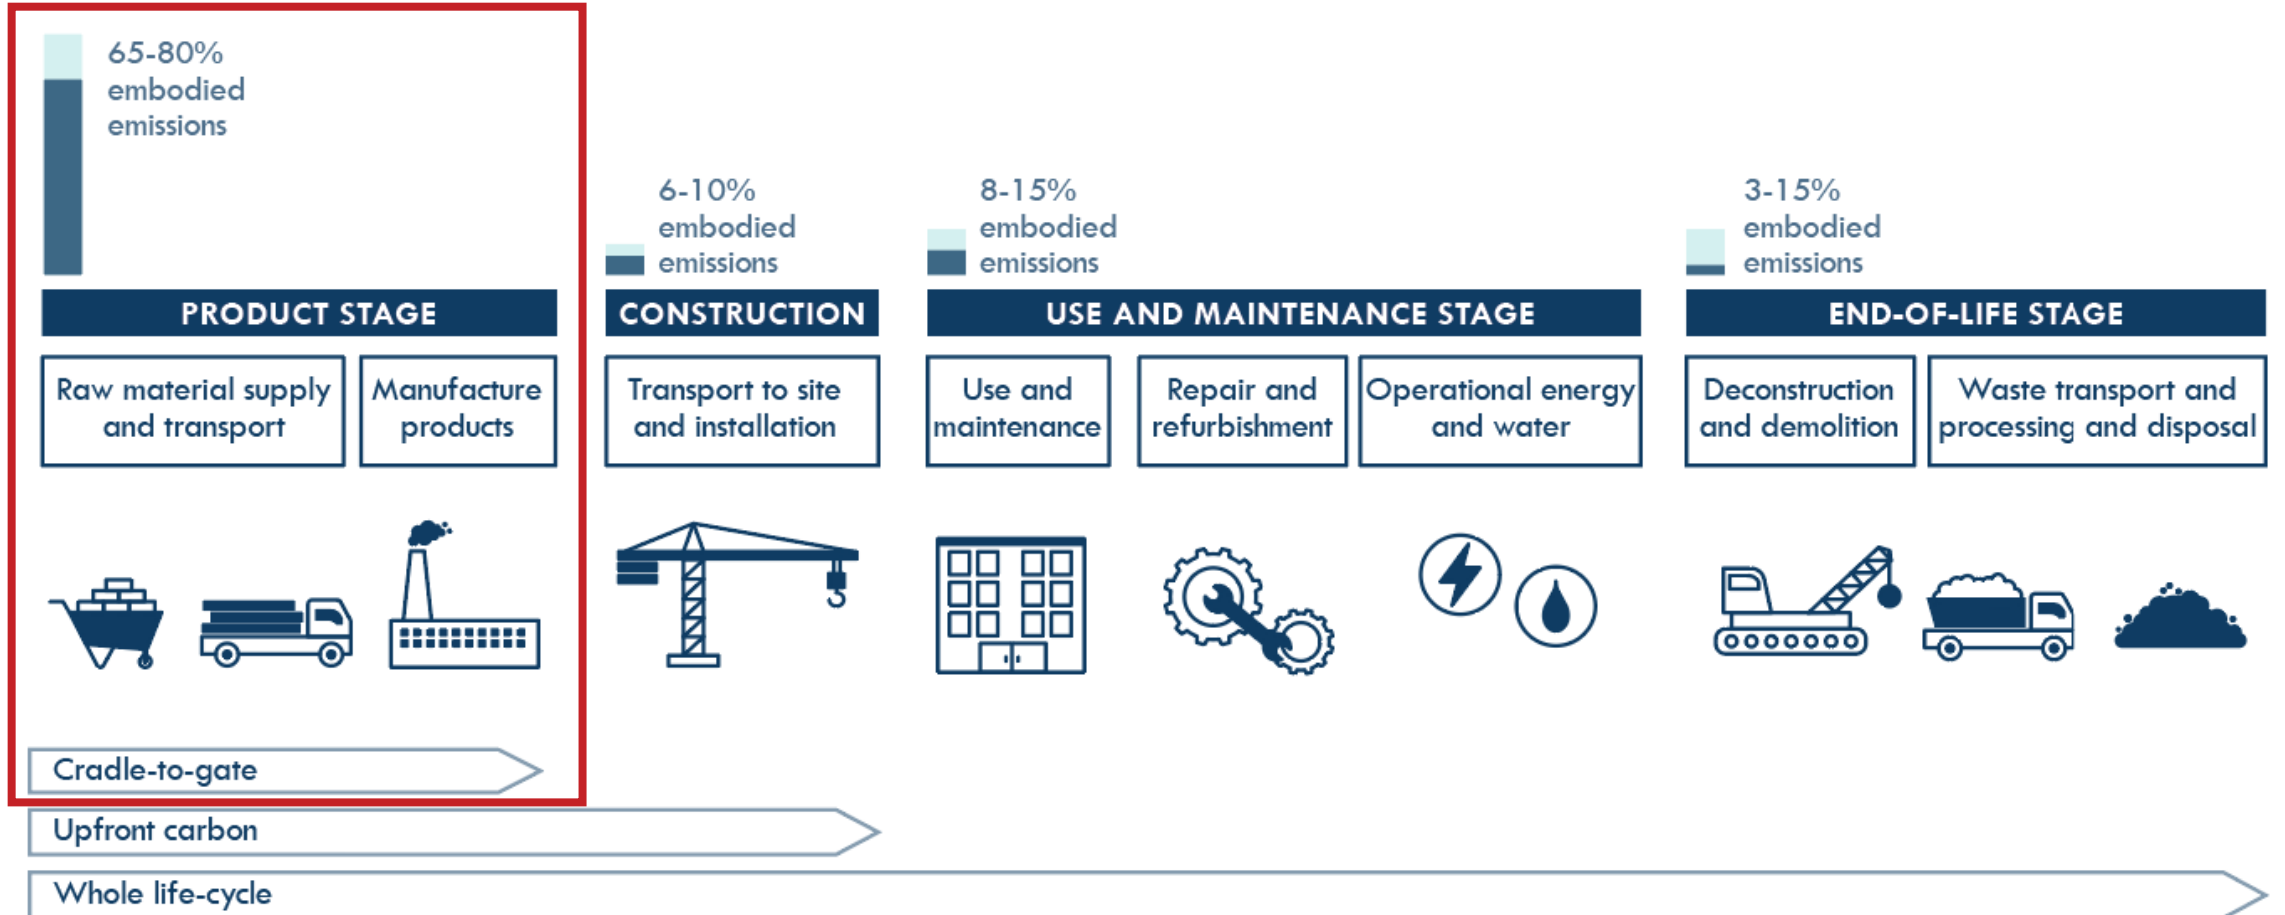 65-80%
embodied
emissions
6-10%
embodied
emissions
8-15%
embodied
emissions
3-15%
embodied
emissions
PRODUCT STAGE
CONSTRUCTION
USE AND MAINTENANCE STAGE
END-OF-LIFE STAGE
Raw material supply
and transport
Manufacture
products
Transport to site
and installation
Use and
maintenance
Repair and
refurbishment
Operational energy
and water
Deconstruction
and demolition
Waste transport and
processing and disposal
Cradle-to-gate
Upfront carbon
Whole life-cycle